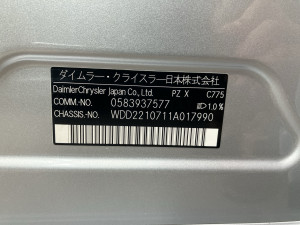 ダイムラー・クライスラー日本株式会社
DaimlerChrysler Japan Co., Ltd. PZ X C775
COMM.-NO. 0583937577 1.0%
CHASSIS.-NO. WDD2210711A017990